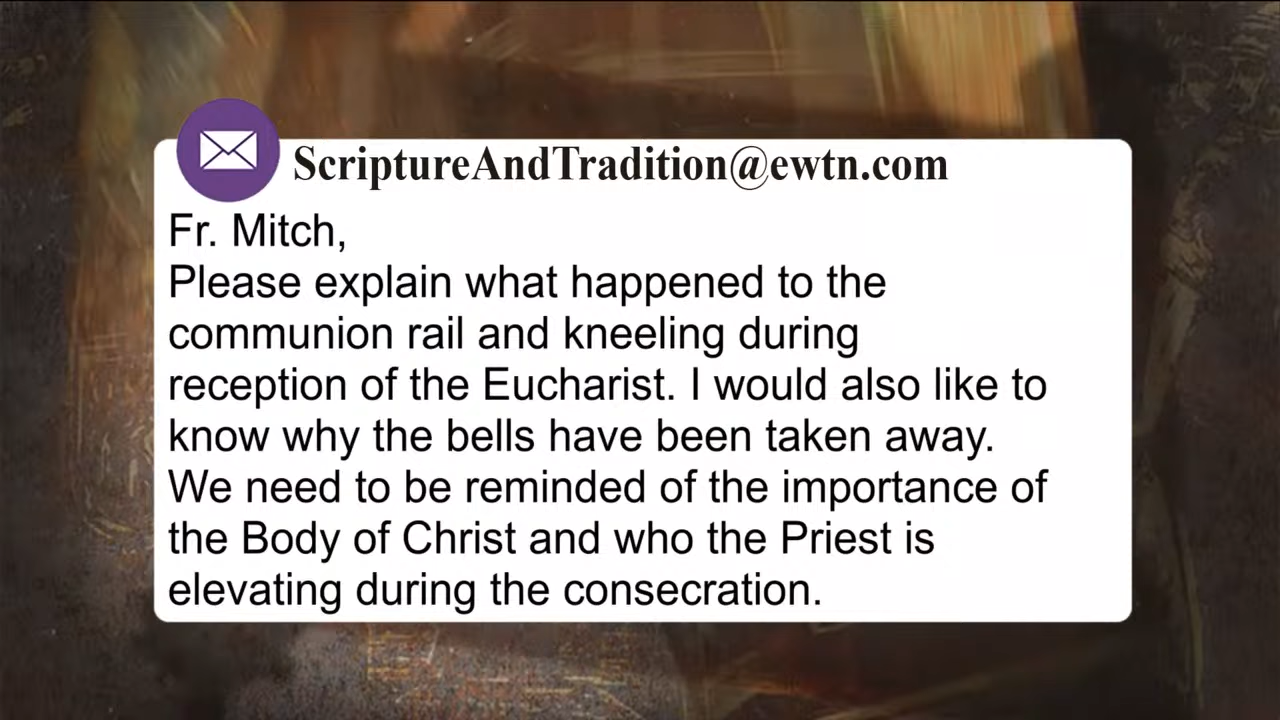 ScriptureAndTradition@ewtn.com
Fr. Mitch,
Please explain what happened to the
communion rail and kneeling during
reception of the Eucharist. I would also like to
know why the bells have been taken away.
We need to be reminded of the importance of
the Body of Christ and who the Priest is
elevating during the consecration.